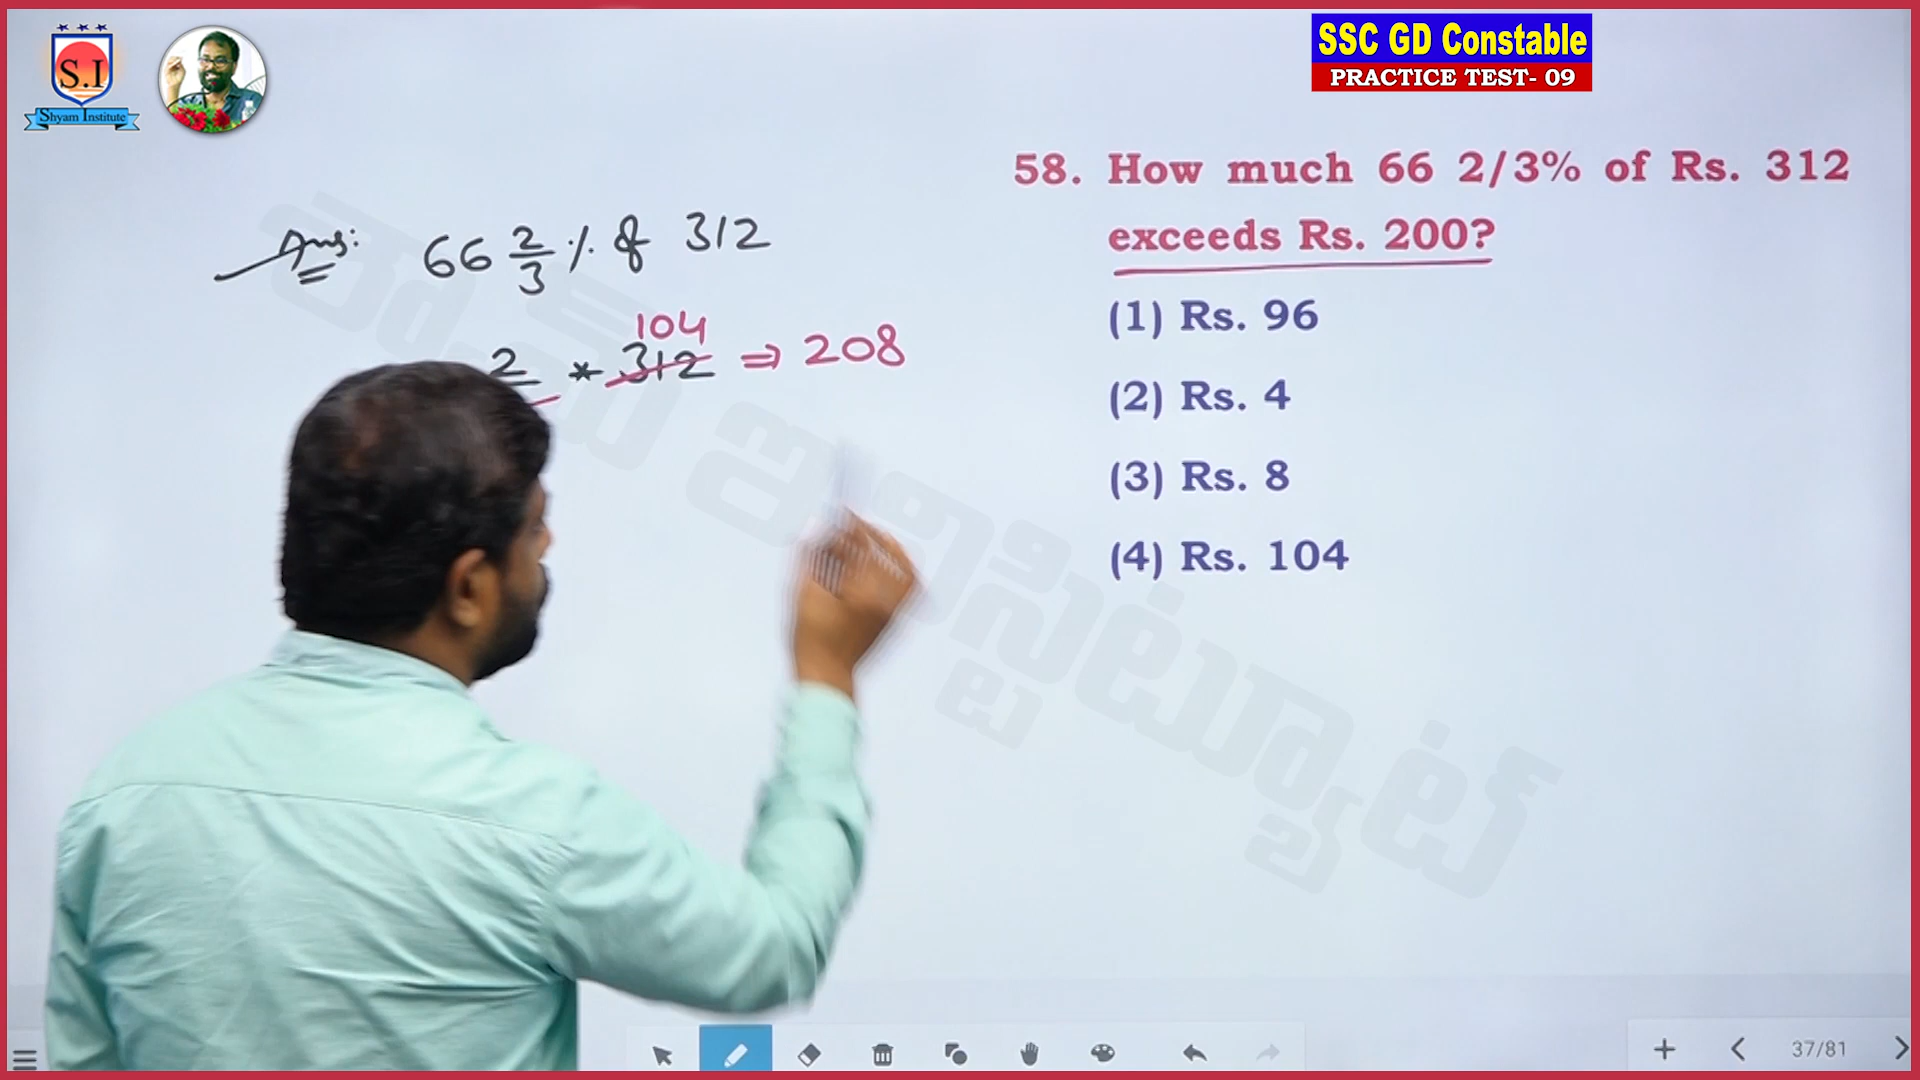 S.I
Shyam Institute
SSC GD Constable
PRACTICE TEST- 09
58. How much 66 2/3% of Rs. 312
exceeds Rs. 200?
(1) Rs. 96
(2) Rs. 4
(3) Rs. 8
(4) Rs. 104
Ans:
66 2/3 % of 312
104
2 * 312 ⇒ 208
శ్యామ్ ఇన్స్టిట్యూట్
37/81